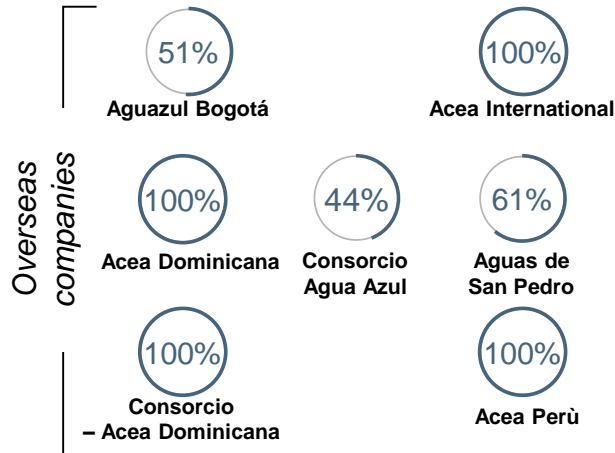 Overseas
companies
51%
Aguazul Bogotá
100%
Acea International
100%
Acea Dominicana
44%
Consorcio
Agua Azul
61%
Aguas de
San Pedro
100%
Consorcio
– Acea Dominicana
100%
Acea Perù